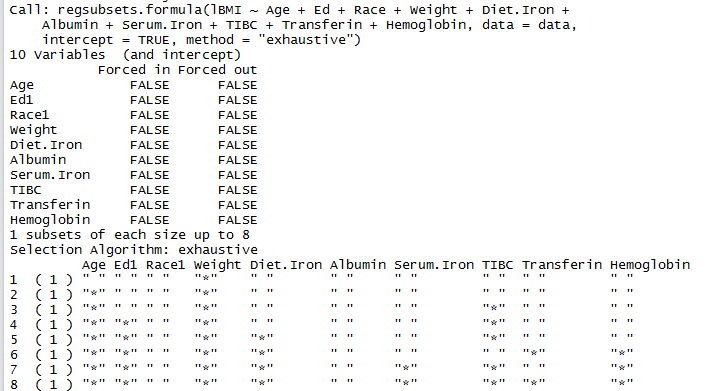 Call: regsubsets.formula(lBMI ~ Age + Ed + Race + Weight + Diet.Iron +
    Albumin + Serum.Iron + TIBC + Transferin + Hemoglobin, data = data,
    intercept = TRUE, method = "exhaustive")
10 Variables  (and intercept)
           Forced in Forced out
Age            FALSE      FALSE
Ed1            FALSE      FALSE
Race1          FALSE      FALSE
Weight         FALSE      FALSE
Diet.Iron      FALSE      FALSE
Albumin        FALSE      FALSE
Serum.Iron     FALSE      FALSE
TIBC           FALSE      FALSE
Transferin     FALSE      FALSE
Hemoglobin     FALSE      FALSE
1 subsets of each size up to 8
Selection Algorithm: exhaustive
         Age Ed1 Race1 Weight Diet.Iron Albumin Serum.Iron TIBC Transferin Hemoglobin
1  ( 1 ) " " " " " "   "*"    " "       " "     " "        " "  " "        " "
2  ( 1 ) "*" " " " "   "*"    " "       " "     " "        " "  " "        " "
3  ( 1 ) "*" " " " "   "*"    " "       " "     " "        "*"  " "        " "
4  ( 1 ) "*" "*" " "   "*"    " "       " "     " "        "*"  " "        " "
5  ( 1 ) "*" "*" " "   "*"    "*"       " "     " "        "*"  " "        " "
6  ( 1 ) "*" "*" " "   "*"    "*"       " "     " "        " "  "*"        "*"
7  ( 1 ) "*" "*" " "   "*"    "*"       " "     "*"        "*"  " "        "*"
8  ( 1 ) "*" "*" " "   "*"    "*"       " "     "*"        "*"  "*"        "*"